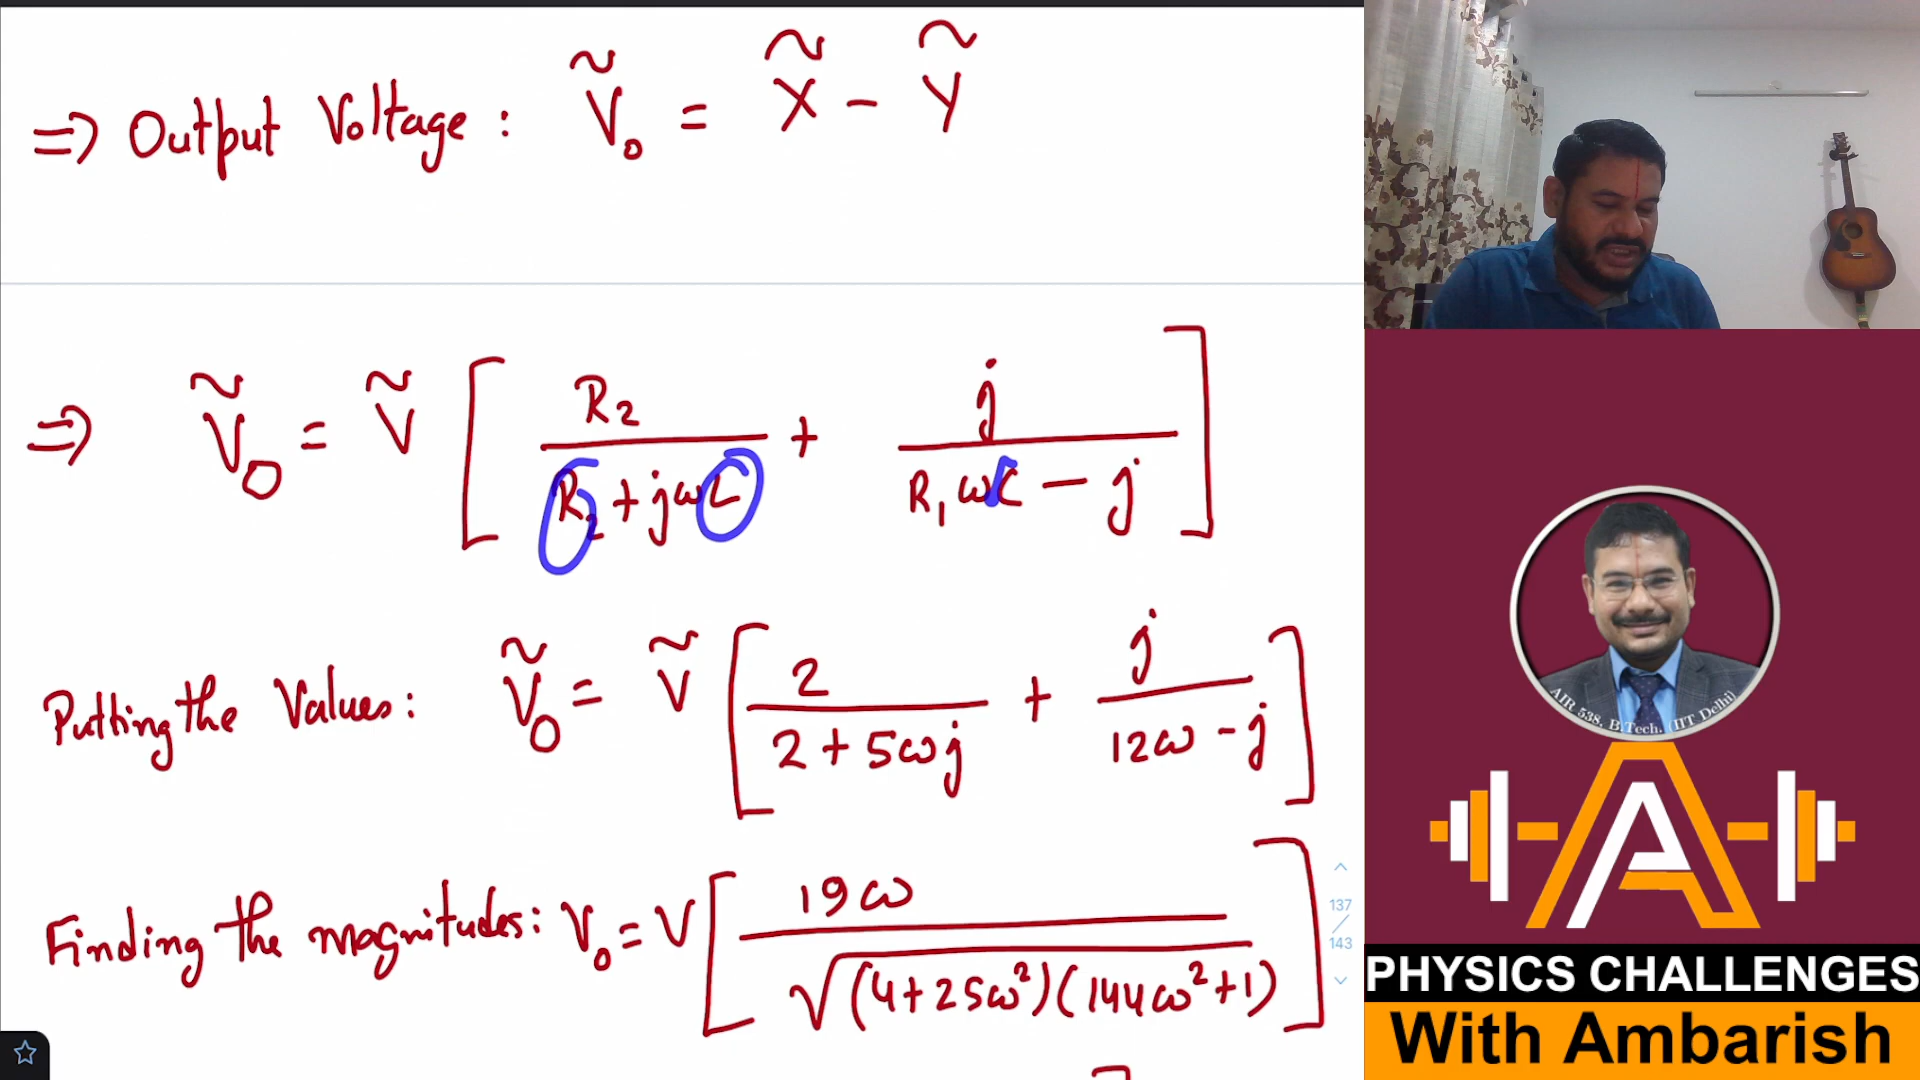 ⇒ Output Voltage : Ṽ₀ = X̃ - Ỹ
⇒ Ṽ₀ = Ṽ [ R₂ / (R₂ + jωL) + j / (R₁ωC - j) ]
Putting the Values : Ṽ₀ = Ṽ [ 2 / (2 + 5ωj) + j / (12ω - j) ]
Finding the magnitudes : V₀ = V [ 19ω / √((4+25ω²)(144ω²+1)) ]
137
/
143
AIR 538, B.Tech. (IIT Delhi)
A
PHYSICS CHALLENGES
With Ambarish